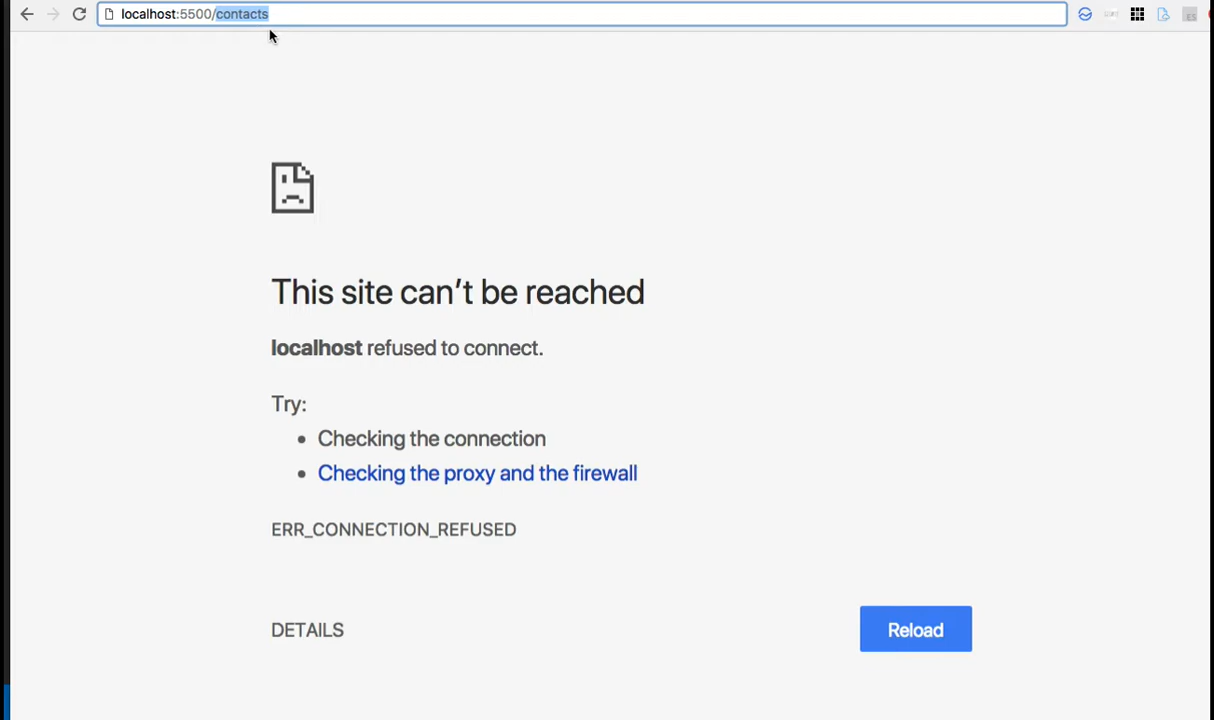 localhost:5500/contacts
This site can't be reached
localhost refused to connect.
Try:
Checking the connection
Checking the proxy and the firewall
ERR_CONNECTION_REFUSED
DETAILS
Reload